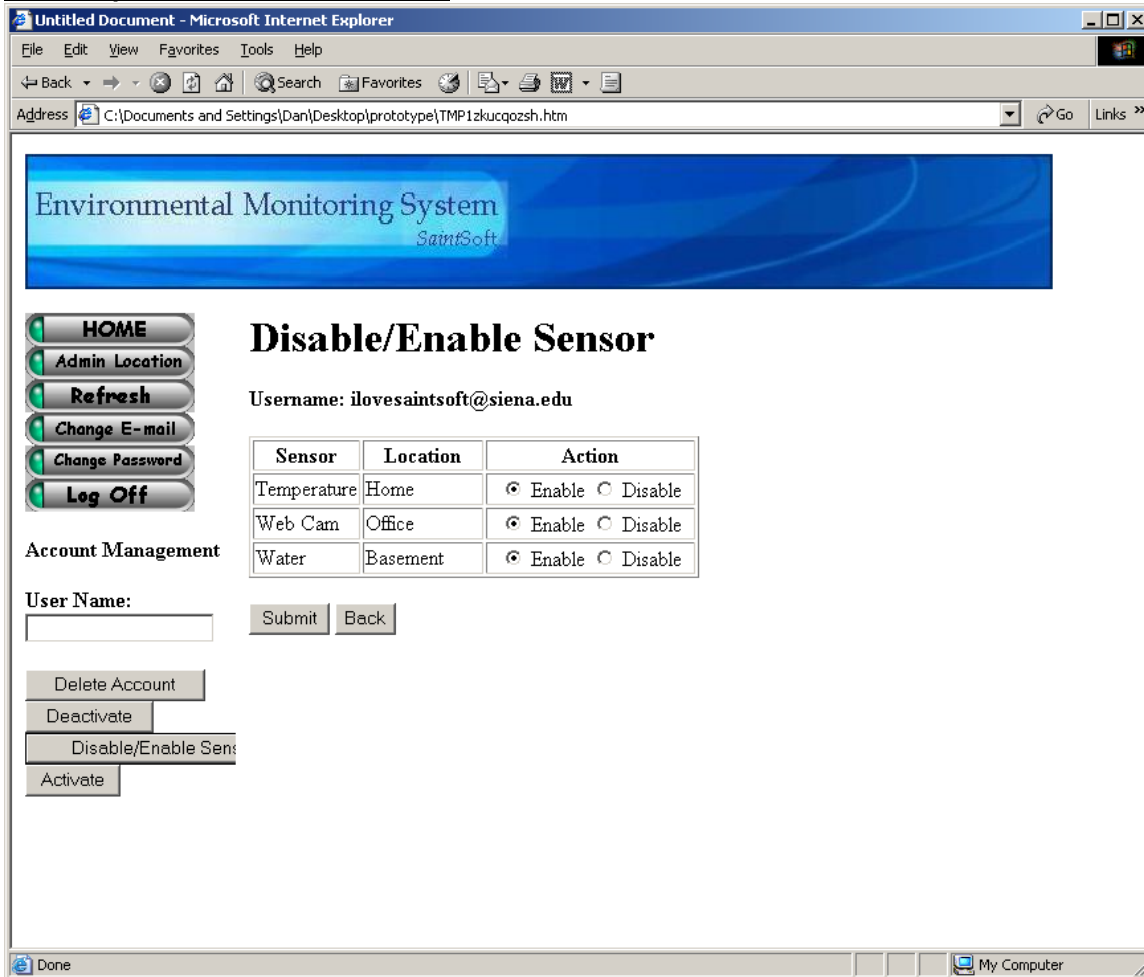 Untitled Document - Microsoft Internet Explorer
File Edit View Favorites Tools Help
Back Search Favorites
Address C:\Documents and Settings\Dan\Desktop\prototype\TMP1zkucqozsh.htm Go Links »
Environmental Monitoring System
SaintSoft
HOME
Admin Location
Refresh
Change E-mail
Change Password
Log Off
Account Management
User Name:
Delete Account
Deactivate
Disable/Enable Sens
Activate
Disable/Enable Sensor
Username: ilovesaintsoft@siena.edu
Sensor Location Action
Temperature Home Enable Disable
Web Cam Office Enable Disable
Water Basement Enable Disable
Submit Back
Done My Computer